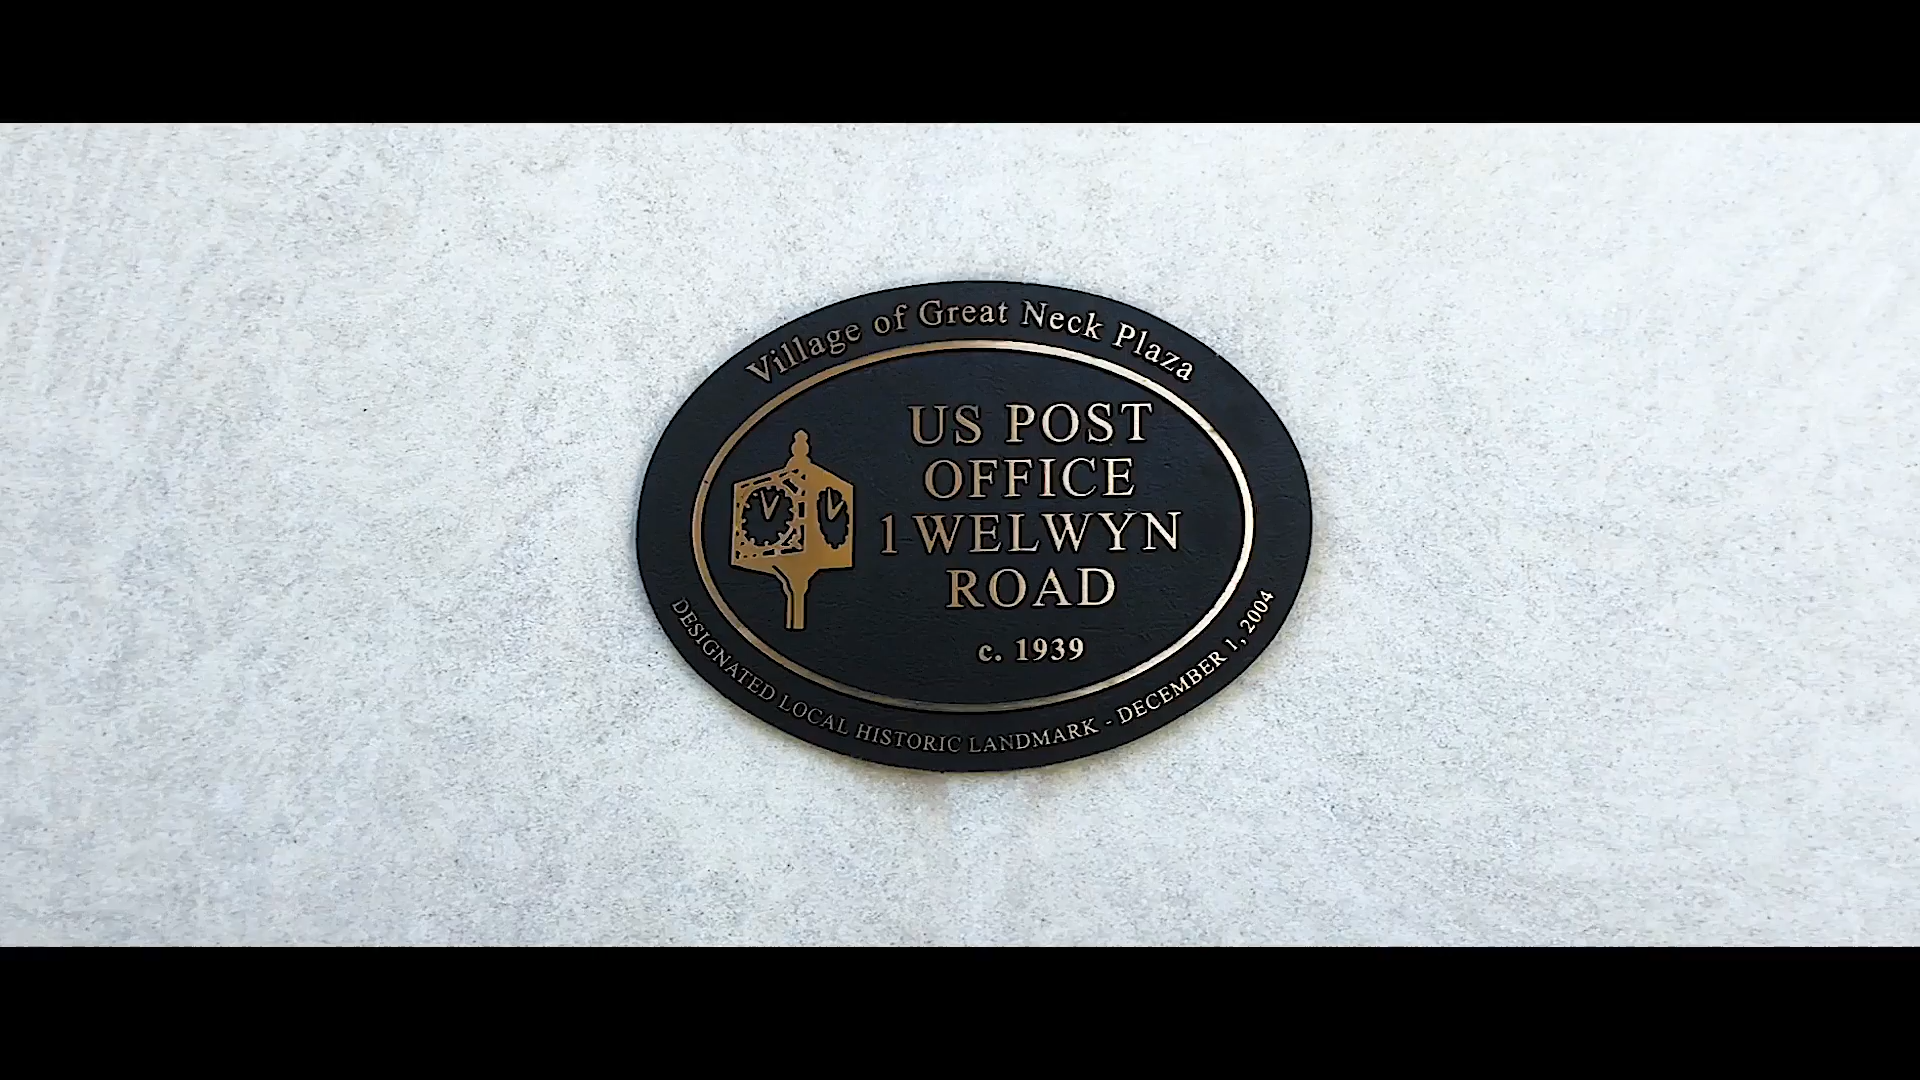 Village of Great Neck Plaza
US POST
OFFICE
1 WELWYN
ROAD
c. 1939
DESIGNATED LOCAL HISTORIC LANDMARK - DECEMBER 1, 2004